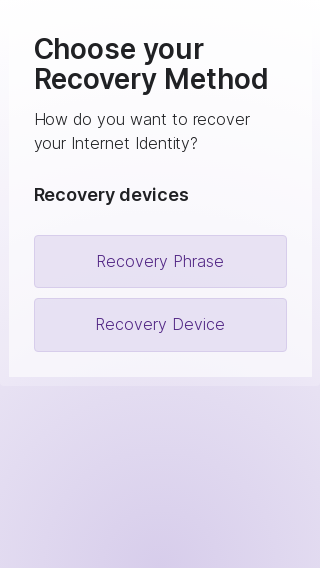 Choose your
Recovery Method
How do you want to recover
your Internet Identity?
Recovery devices
Recovery Phrase
Recovery Device